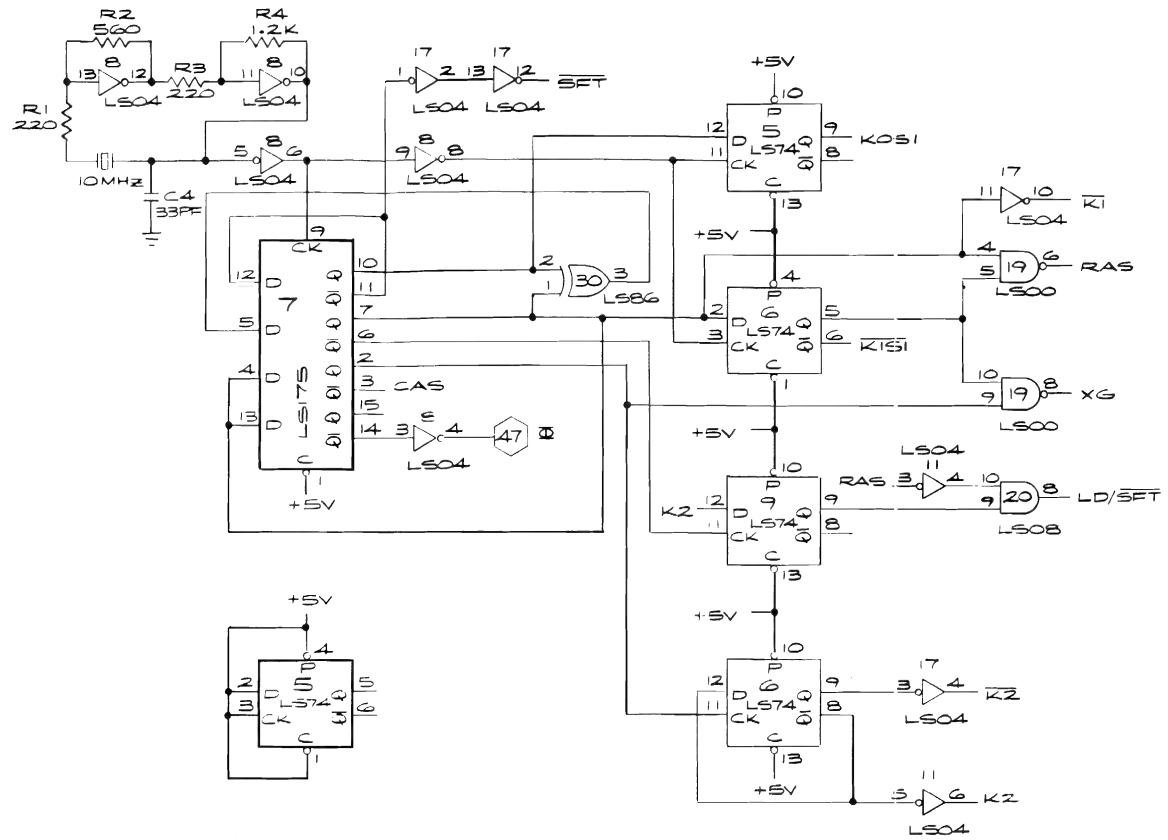 R2
560
R4
1.2K
13
8
12
R3
220
11
8
10
LS04
LS04
R1
220
10MHZ
C4
33PF
5
8
6
LS04
9
8
8
LS04
17
17
1
2
13
12
SFT
LS04
LS04
+5V
10
P
12
D
5
Q
9
KOS1
11
CK
LS74
Q
8
C
13
+5V
17
11
10
K1
LS04
4
5
19
6
RAS
LS00
9
CK
12
D
7
Q
10
Q
11
5
D
Q
7
Q
6
4
D
Q
2
Q
3
CAS
13
D
LS175
Q
15
Q
14
C
1
+5V
2
1
30
3
LS86
3
4
LS04
47
Φ
4
P
2
D
6
Q
5
3
CK
LS74
Q
6
K1S1
C
1
+5V
10
9
19
8
XG
LS00
10
P
K2
12
D
9
Q
9
11
CK
LS74
Q
8
C
13
LS04
RAS
3
11
4
10
9
20
8
LD/SFT
LS08
+5V
10
P
12
D
6
Q
9
11
CK
LS74
Q
8
C
13
+5V
17
3
4
K2
LS04
11
5
6
K2
LS04
+5V
4
P
2
D
5
Q
5
3
CK
LS74
Q
6
C
1